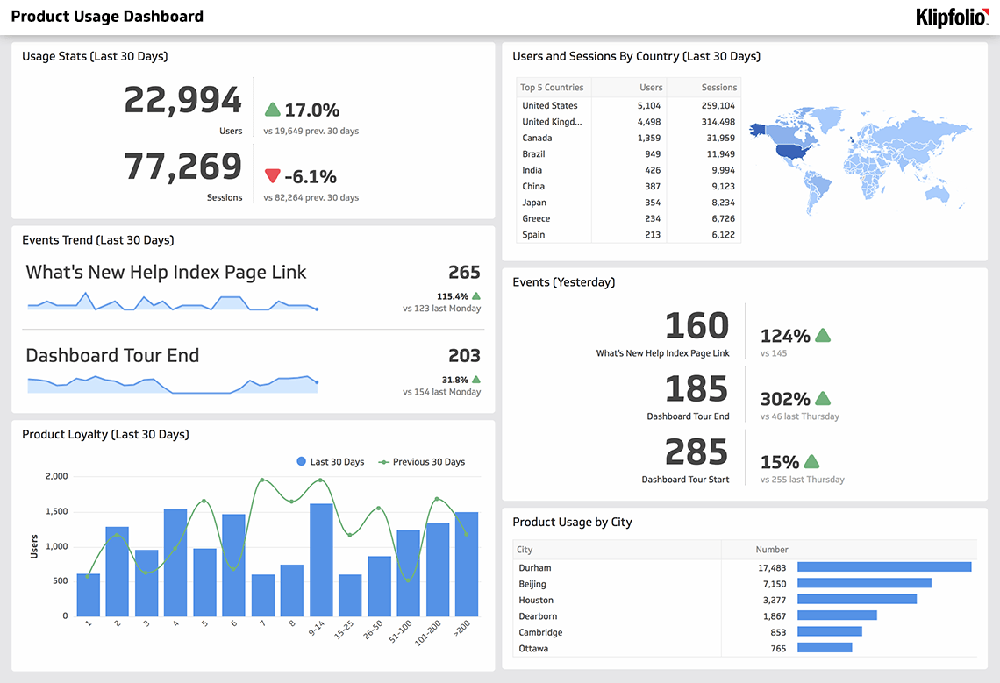 Product Usage Dashboard
Klipfolio
Usage Stats (Last 30 Days)
22,994
Users
17.0%
vs 19,649 prev. 30 days
77,269
Sessions
-6.1%
vs 82,264 prev. 30 days
Events Trend (Last 30 Days)
What's New Help Index Page Link
265
115.4%
vs 123 last Monday
Dashboard Tour End
203
31.8%
vs 154 last Monday
Product Loyalty (Last 30 Days)
Last 30 Days Previous 30 Days
Users
2,000
1,500
1,000
500
0
1 2 3 4 5 6 7 8 9-14 15-25 26-50 51-100 101-200 >200
Users and Sessions By Country (Last 30 Days)
Top 5 Countries Users Sessions
United States 5,104 259,104
United Kingd... 4,498 314,498
Canada 1,359 31,959
Brazil 949 11,949
India 426 9,994
China 387 9,123
Japan 354 8,234
Greece 234 6,726
Spain 213 6,122
Events (Yesterday)
160
What's New Help Index Page Link
124%
vs 145
185
Dashboard Tour End
302%
vs 46 last Thursday
285
Dashboard Tour Start
15%
vs 255 last Thursday
Product Usage by City
City Number
Durham 17,483
Beijing 7,150
Houston 3,277
Dearborn 1,867
Cambridge 853
Ottawa 765